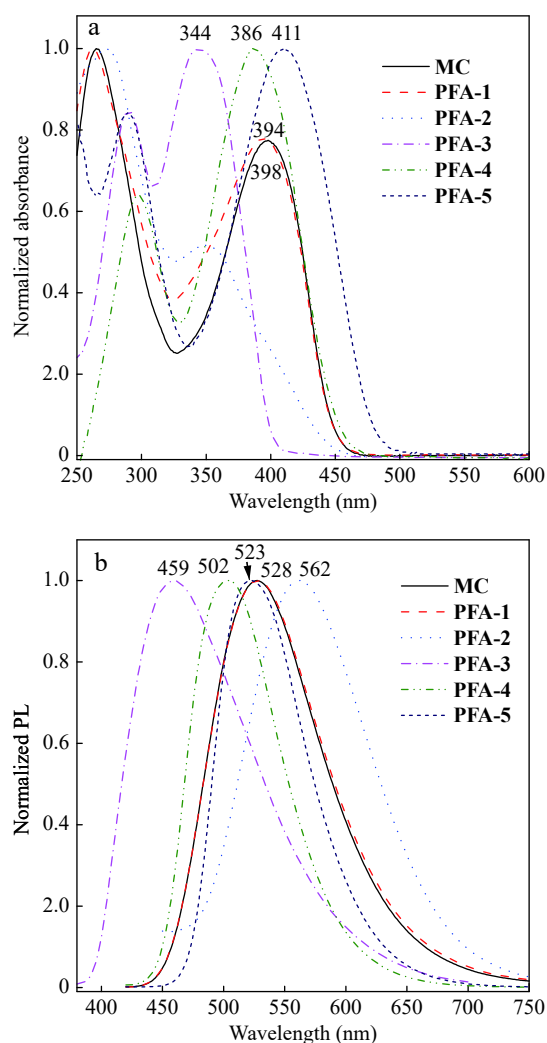 a
344 386 411
394
398
MC
PFA-1
PFA-2
PFA-3
PFA-4
PFA-5
1.0
0.8
0.6
0.4
2.0
0
Normalized absorbance
250 300 350 400 450 500 550 600
Wavelength (nm)
b
459 502 523 528 562
MC
PFA-1
PFA-2
PFA-3
PFA-4
PFA-5
1.0
0.8
0.6
0.4
2.0
0
Normalized PL
400 450 500 550 600 650 700 750
Wavelength (nm)